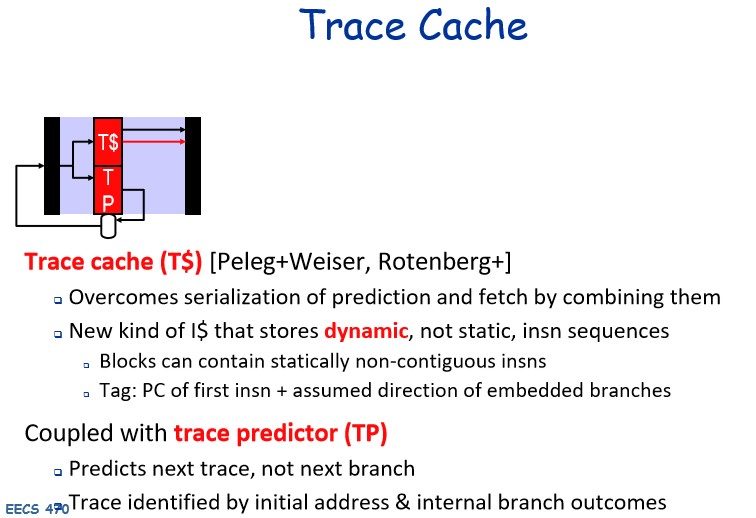 Trace Cache
T$
T
P
Trace cache (T$) [Peleg+Weiser, Rotenberg+]
Overcomes serialization of prediction and fetch by combining them
New kind of I$ that stores dynamic, not static, insn sequences
Blocks can contain statically non-contiguous insns
Tag: PC of first insn + assumed direction of embedded branches
Coupled with trace predictor (TP)
Predicts next trace, not next branch
Trace identified by initial address & internal branch outcomes
EECS 470